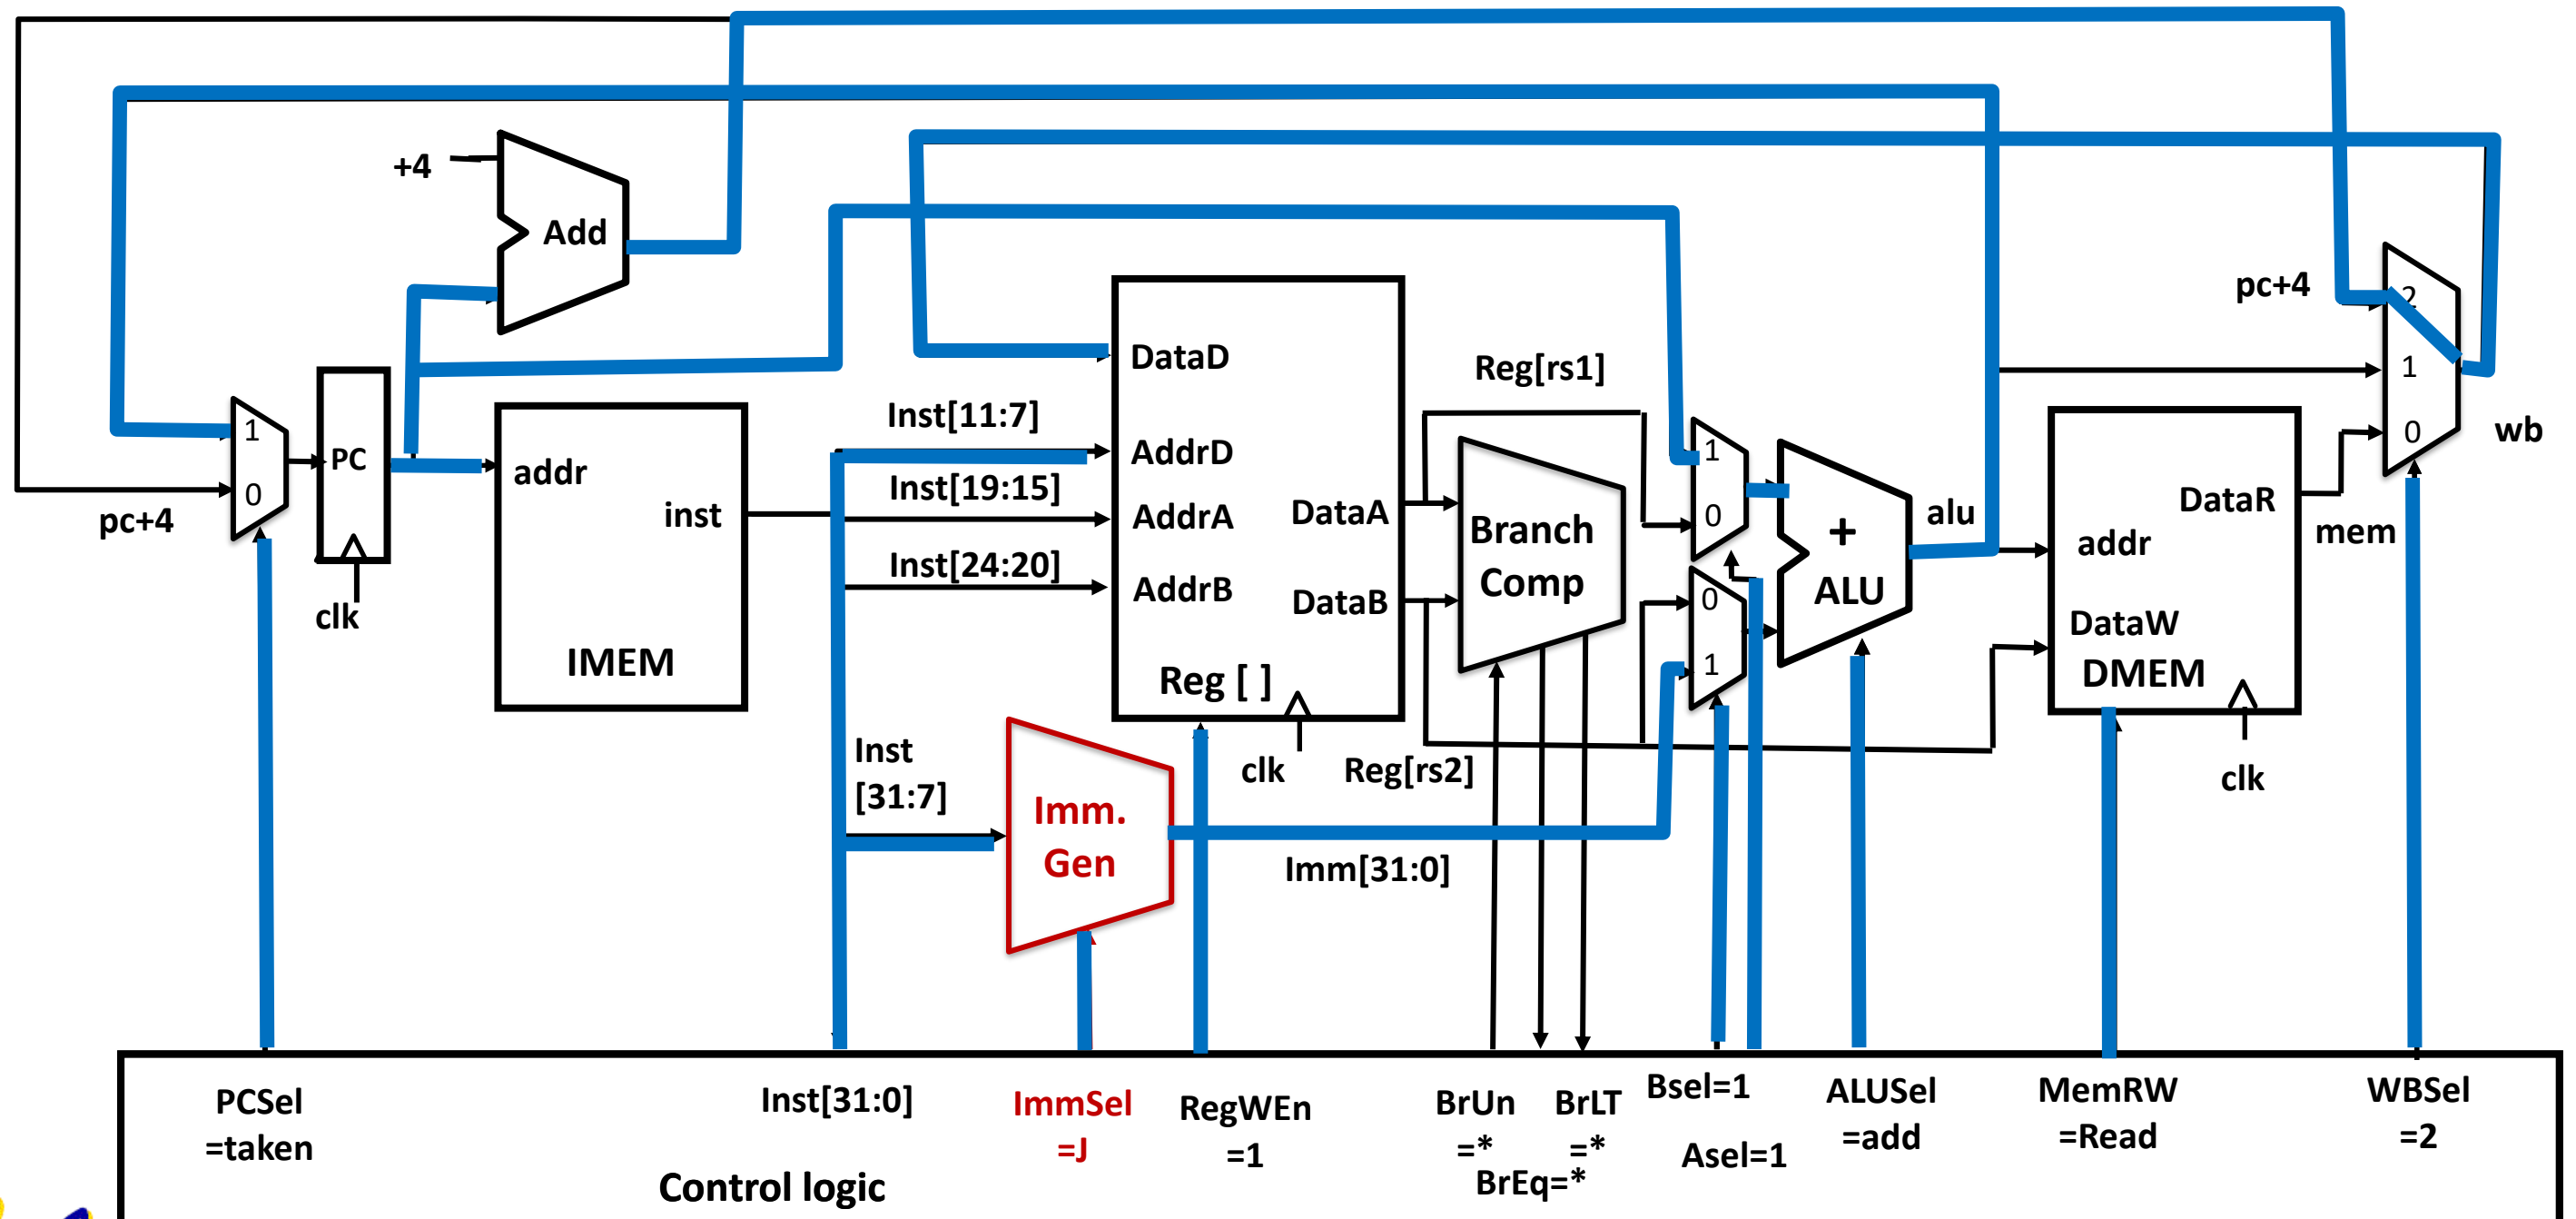 +4
Add
pc+4
2
1
0
wb
DataD
Reg[rs1]
Inst[11:7]
AddrD
Inst[19:15]
AddrA
DataA
Inst[24:20]
AddrB
DataB
Reg [ ]
clk
1
0
pc+4
PC
clk
addr
inst
IMEM
Branch
Comp
1
0
0
1
+
ALU
alu
DataR
mem
addr
DataW
DMEM
clk
Reg[rs2]
Inst
[31:7]
Imm.
Gen
Imm[31:0]
PCSel
=taken
Inst[31:0]
ImmSel
=J
RegWEn
=1
BrUn
=*
BrLT
=*
BrEq=*
Bsel=1
Asel=1
ALUSel
=add
MemRW
=Read
WBSel
=2
Control logic